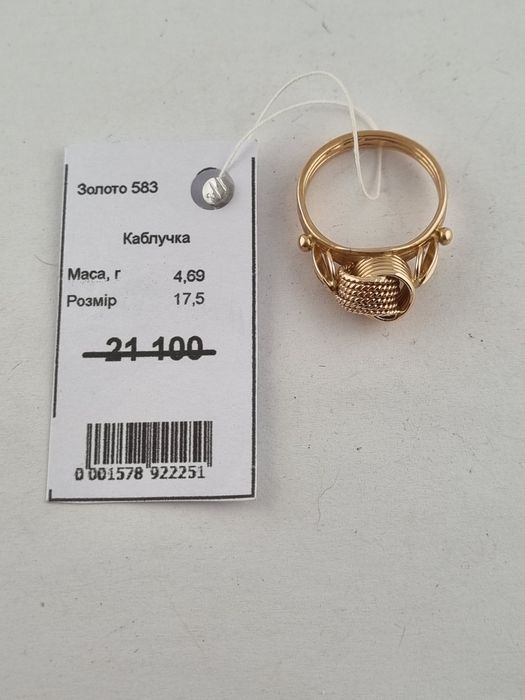 Золото 583
Каблучка
Маса, г 4,69
Розмір 17,5
21 100
0 001578 922251